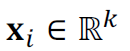 𝐱ᵢ ∈ ℝᵏ